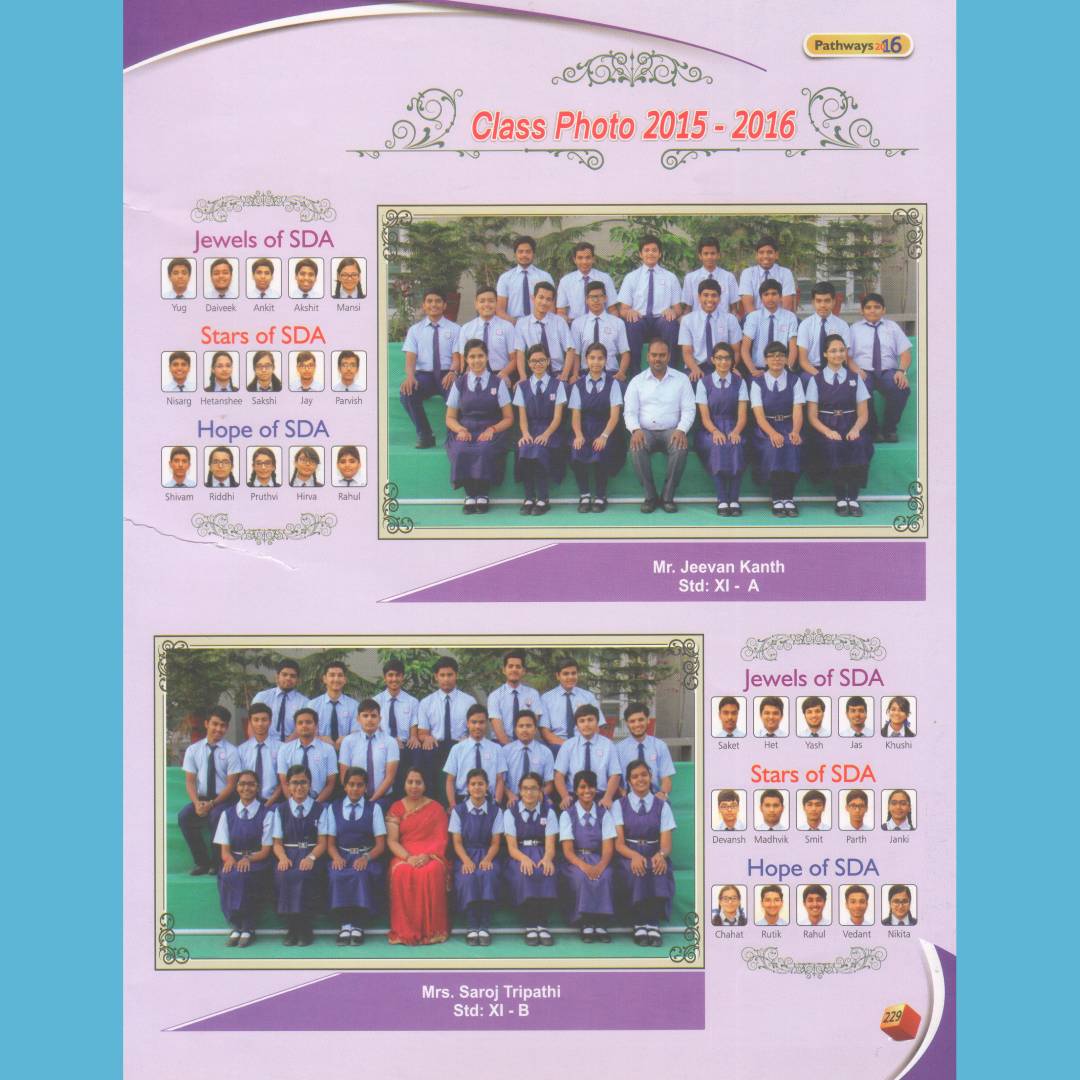 Pathways 2016
Class Photo 2015 - 2016
Jewels of SDA
Yug Daiveek Ankit Akshit Mansi
Stars of SDA
Nisarg Hetanshee Sakshi Jay Parvish
Hope of SDA
Shivam Riddhi Pruthvi Hirva Rahul
Mr. Jeevan Kanth
Std: XI - A
Jewels of SDA
Saket Het Yash Jas Khushi
Stars of SDA
Devansh Madhvik Smit Parth Janki
Hope of SDA
Chahat Rutik Rahul Vedant Nikita
Mrs. Saroj Tripathi
Std: XI - B
229